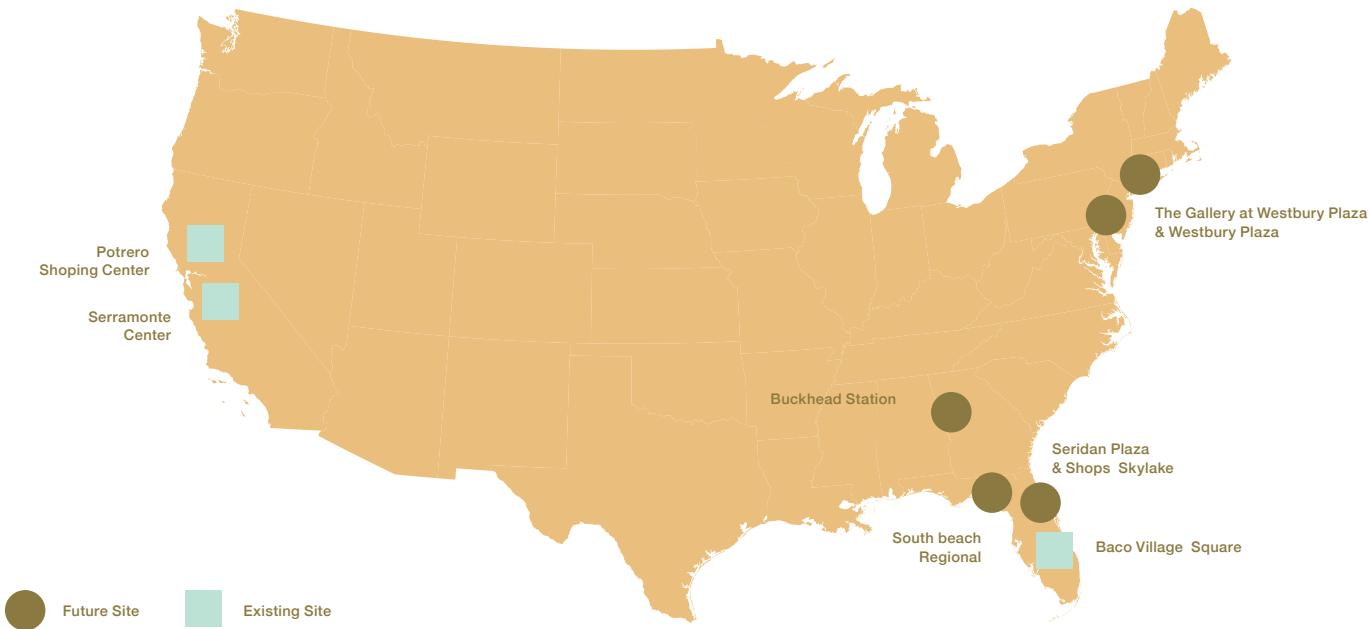 The Gallery at Westbury Plaza
& Westbury Plaza
Potrero
Shoping Center
Serramonte
Center
Buckhead Station
Seridan Plaza
& Shops Skylake
South beach
Regional
Baco Village Square
Future Site
Existing Site